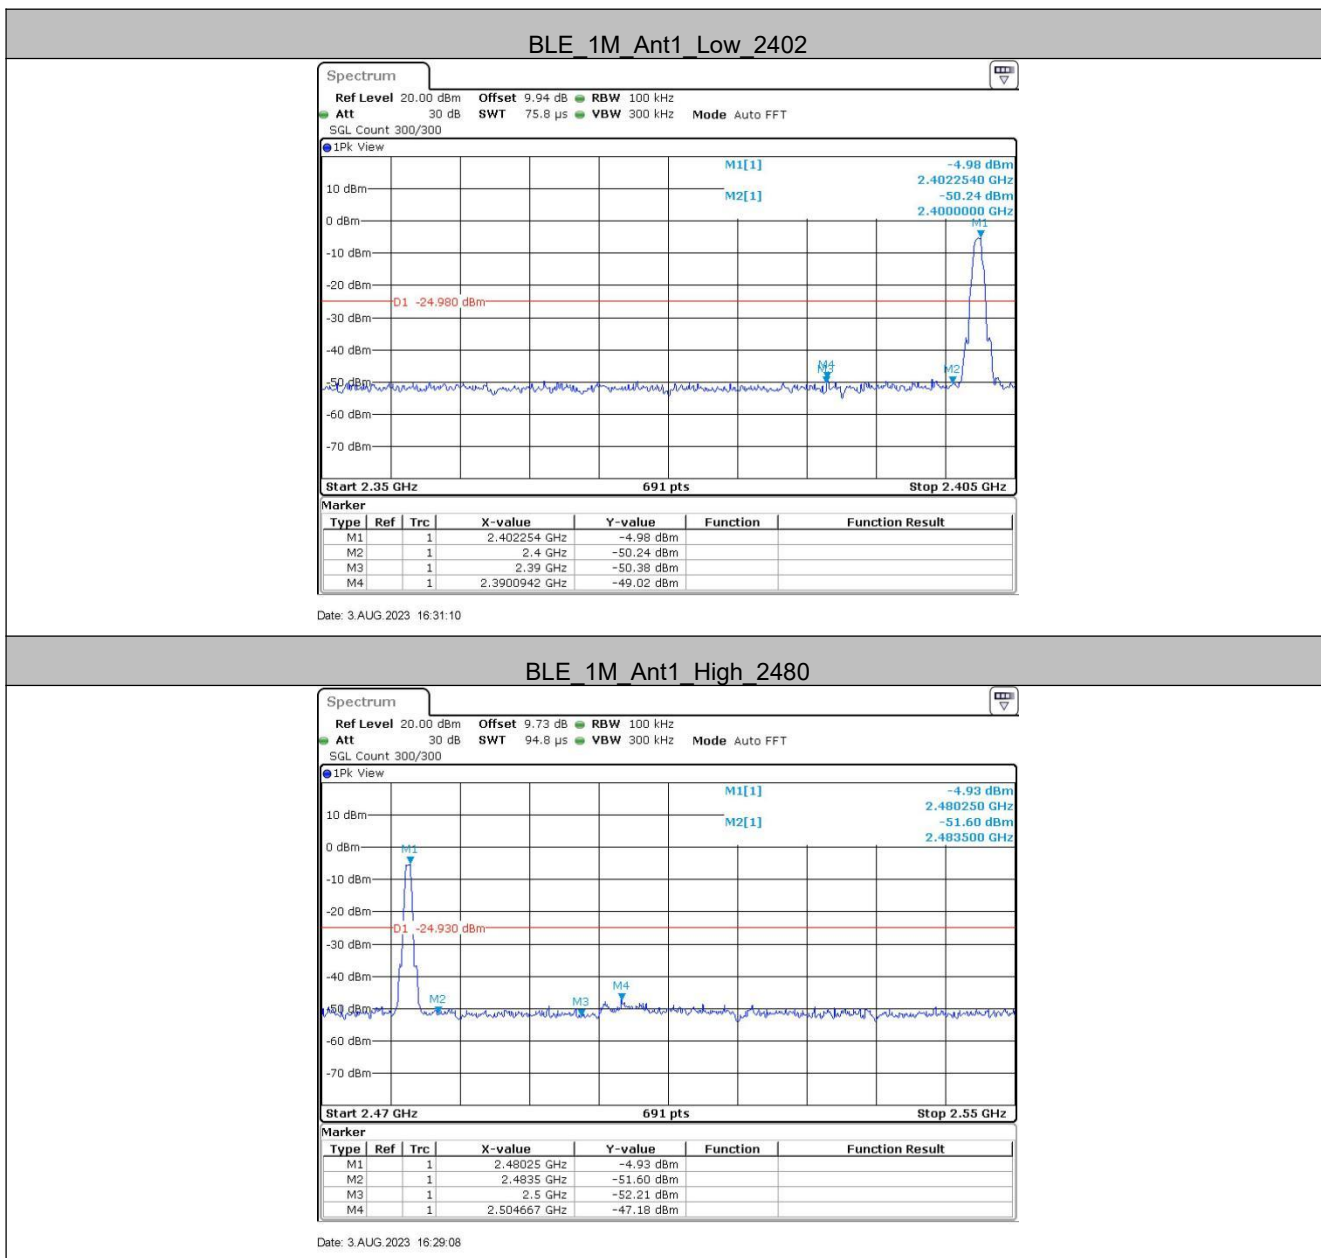 BLE_1M_Ant1_Low_2402
Spectrum
Ref Level 20.00 dBm Offset 9.94 dB RBW 100 kHz
Att 30 dB SWT 75.8 µs VBW 300 kHz Mode Auto FFT
SGL Count 300/300
1Pk View
M1[1] -4.98 dBm
2.4022540 GHz
10 dBm
M2[1] -50.24 dBm
2.4000000 GHz
0 dBm
M1
-10 dBm
-20 dBm
D1 -24.980 dBm
-30 dBm
-40 dBm
M4
M3
M2
-50 dBm
-60 dBm
-70 dBm
Start 2.35 GHz 691 pts Stop 2.405 GHz
Marker
Type Ref Trc X-value Y-value Function Function Result
M1 1 2.402254 GHz -4.98 dBm
M2 1 2.4 GHz -50.24 dBm
M3 1 2.39 GHz -50.38 dBm
M4 1 2.3900942 GHz -49.02 dBm
Date: 3.AUG.2023 16:31:10
BLE_1M_Ant1_High_2480
Spectrum
Ref Level 20.00 dBm Offset 9.73 dB RBW 100 kHz
Att 30 dB SWT 94.8 µs VBW 300 kHz Mode Auto FFT
SGL Count 300/300
1Pk View
M1[1] -4.93 dBm
2.480250 GHz
10 dBm
M2[1] -51.60 dBm
2.483500 GHz
0 dBm
M1
-10 dBm
-20 dBm
D1 -24.930 dBm
-30 dBm
-40 dBm
M4
M2
M3
-50 dBm
-60 dBm
-70 dBm
Start 2.47 GHz 691 pts Stop 2.55 GHz
Marker
Type Ref Trc X-value Y-value Function Function Result
M1 1 2.48025 GHz -4.93 dBm
M2 1 2.4835 GHz -51.60 dBm
M3 1 2.5 GHz -52.21 dBm
M4 1 2.504667 GHz -47.18 dBm
Date: 3.AUG.2023 16:29:08